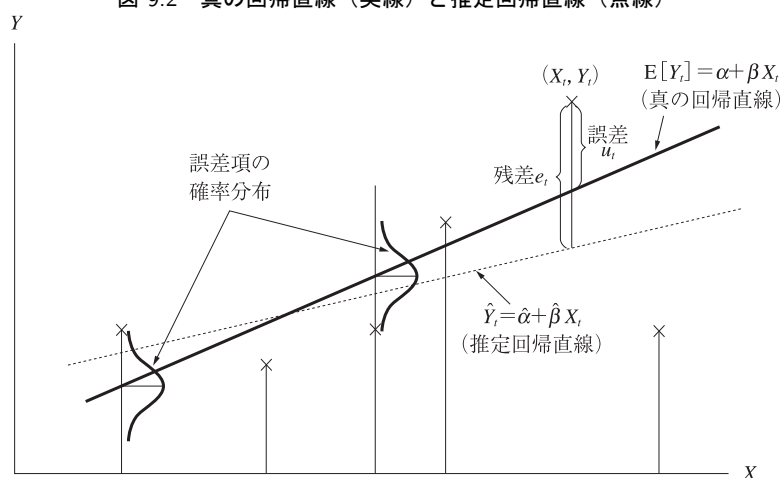 図 9.2 真の回帰直線（実線）と推定回帰直線（点線）
Y
(Xₜ, Yₜ)
E[Yₜ]=α+βXₜ
（真の回帰直線）
誤差
uₜ
残差eₜ
誤差項の
確率分布
Ŷₜ=α̂+β̂Xₜ
（推定回帰直線）
X